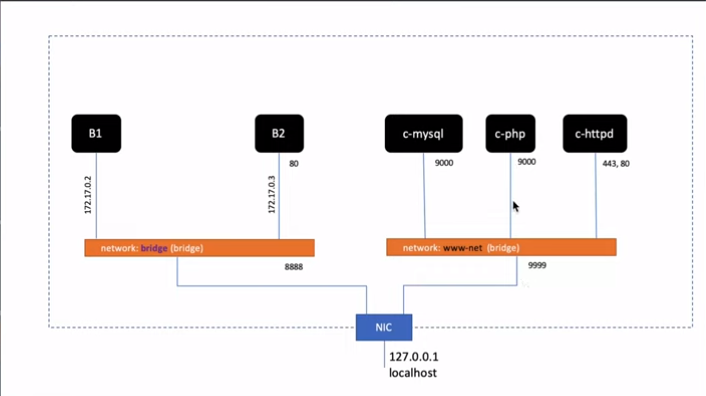 B1
B2
c-mysql
c-php
c-httpd
80
9000
9000
443, 80
172.17.0.2
172.17.0.3
network: bridge (bridge)
network: www-net (bridge)
8888
9999
NIC
127.0.0.1
localhost